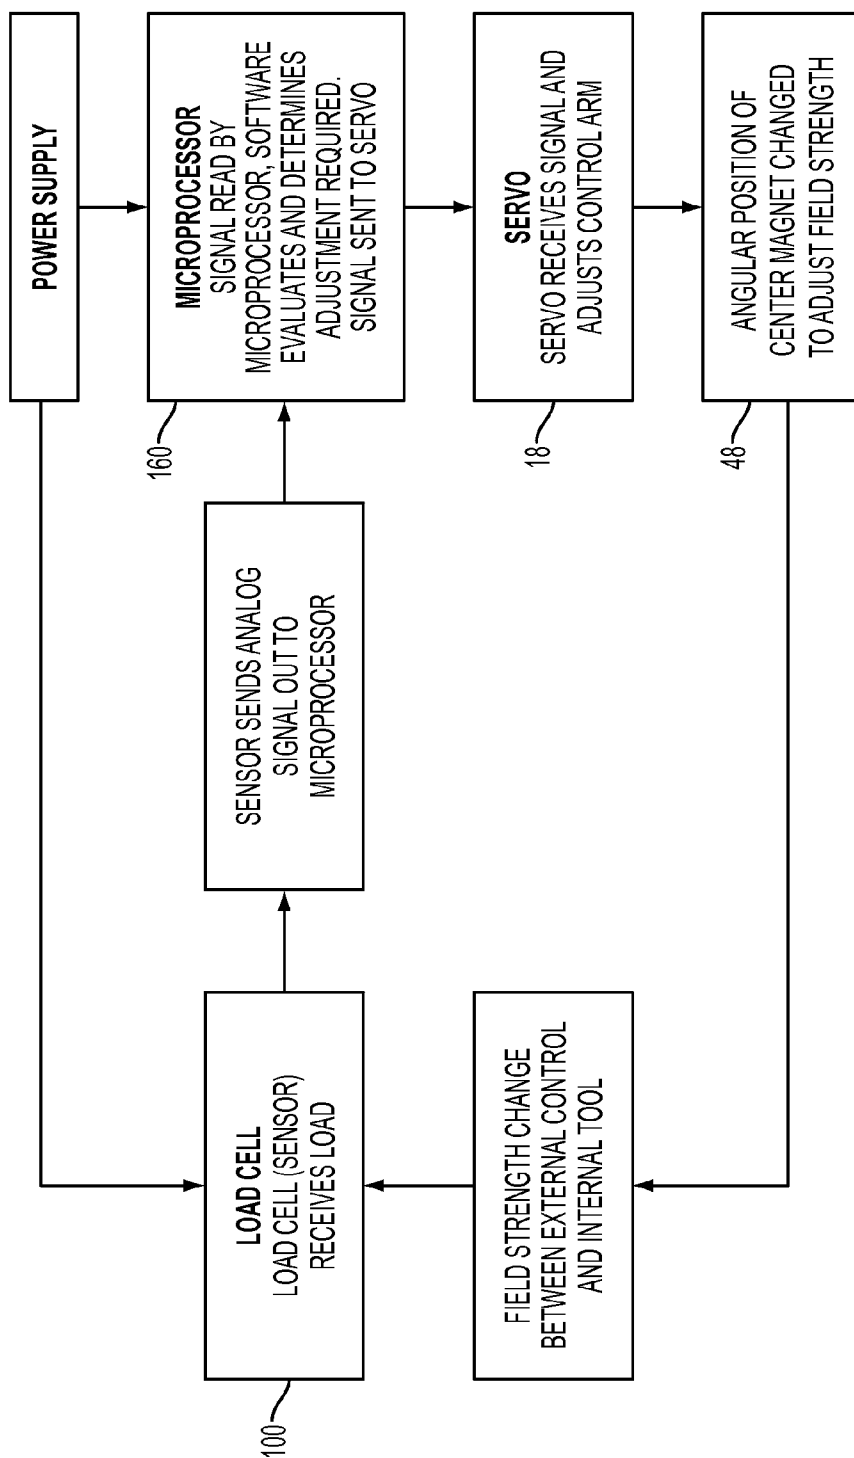 POWER SUPPLY
MICROPROCESSOR
SIGNAL READ BY
MICROPROCESSOR, SOFTWARE
EVALUATES AND DETERMINES
ADJUSTMENT REQUIRED.
SIGNAL SENT TO SERVO
160
SERVO
SERVO RECEIVES SIGNAL AND
ADJUSTS CONTROL ARM
18
ANGULAR POSITION OF
CENTER MAGNET CHANGED
TO ADJUST FIELD STRENGTH
48
SENSOR SENDS ANALOG
SIGNAL OUT TO
MICROPROCESSOR
LOAD CELL
LOAD CELL (SENSOR)
RECEIVES LOAD
100
FIELD STRENGTH CHANGE
BETWEEN EXTERNAL CONTROL
AND INTERNAL TOOL